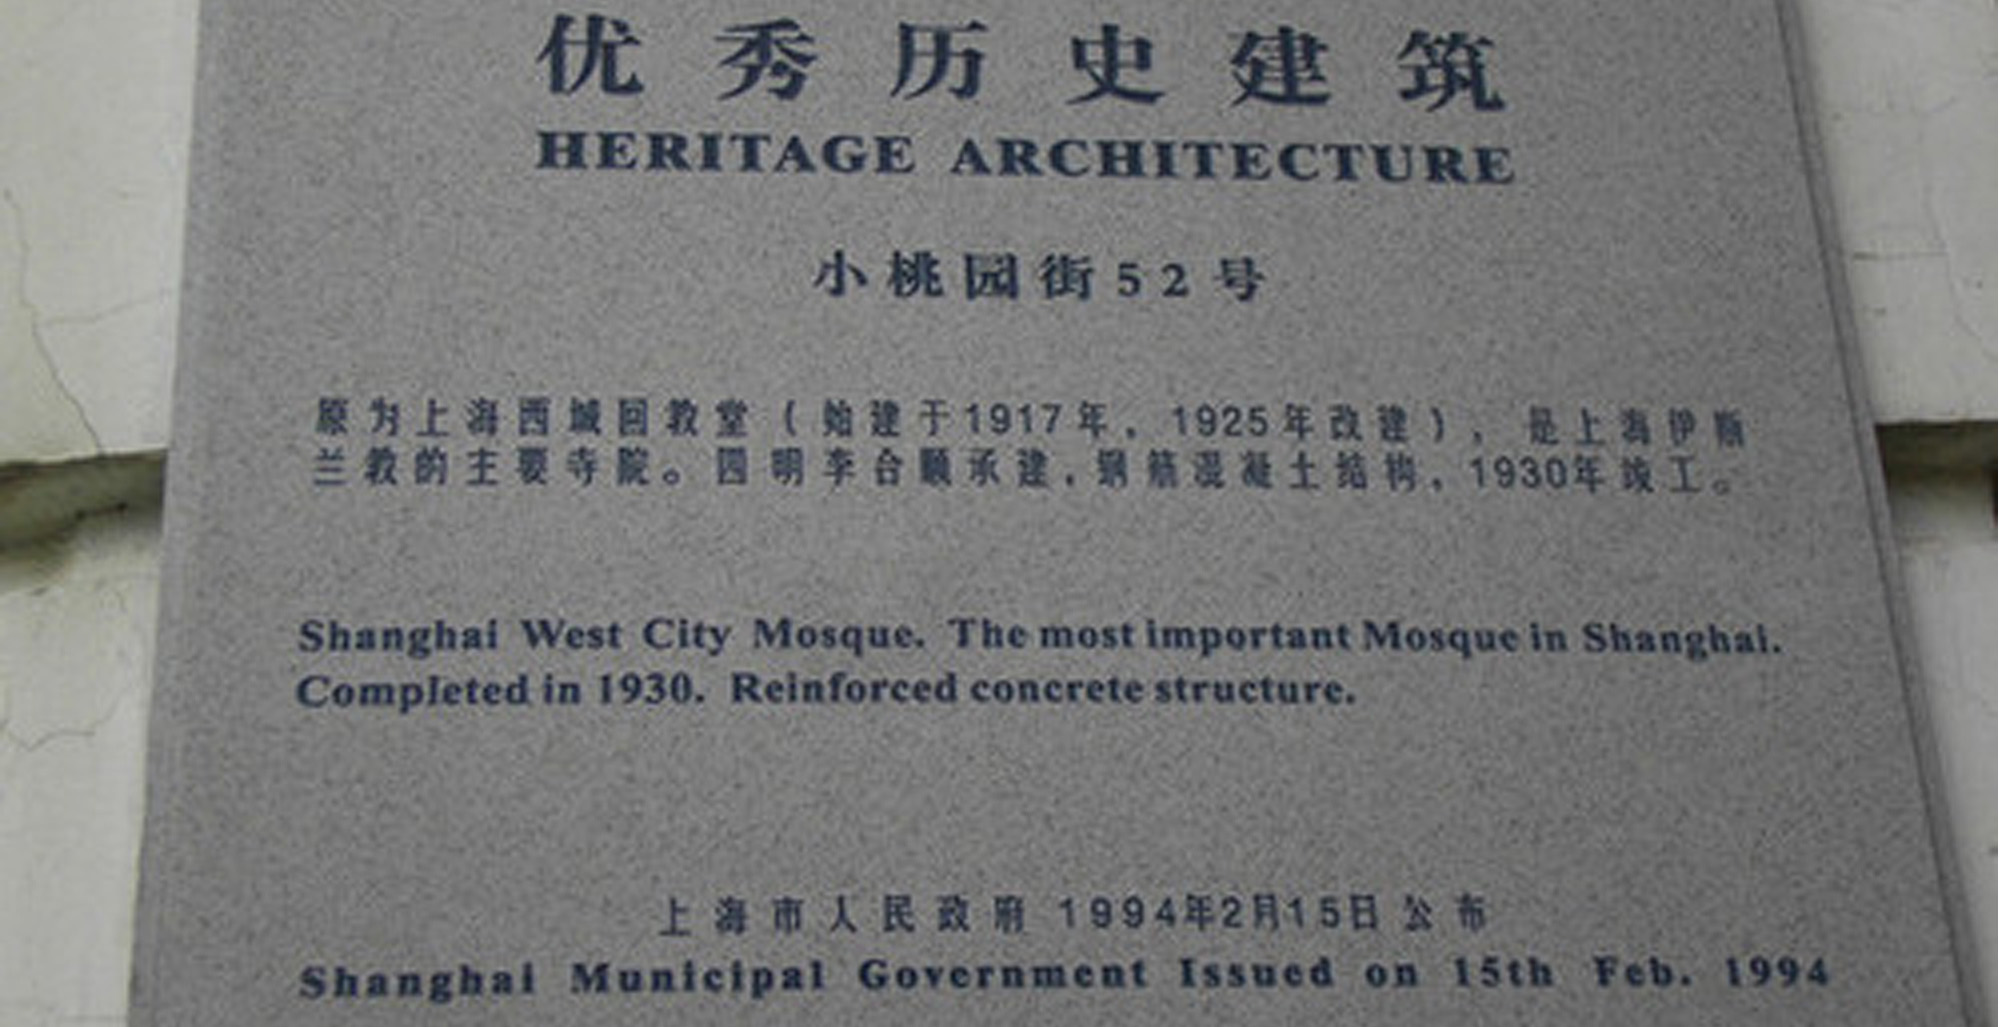 优秀历史建筑
HERITAGE ARCHITECTURE
小桃园街52号
原为上海西城回教堂（始建于1917年，1925年改建），是上海伊斯
兰教的主要寺院。四明李合顺承建，钢筋混凝土结构，1930年竣工。
Shanghai West City Mosque. The most important Mosque in Shanghai.
Completed in 1930. Reinforced concrete structure.
上海市人民政府 1994年2月15日公布
Shanghai Municipal Government Issued on 15th Feb. 1994